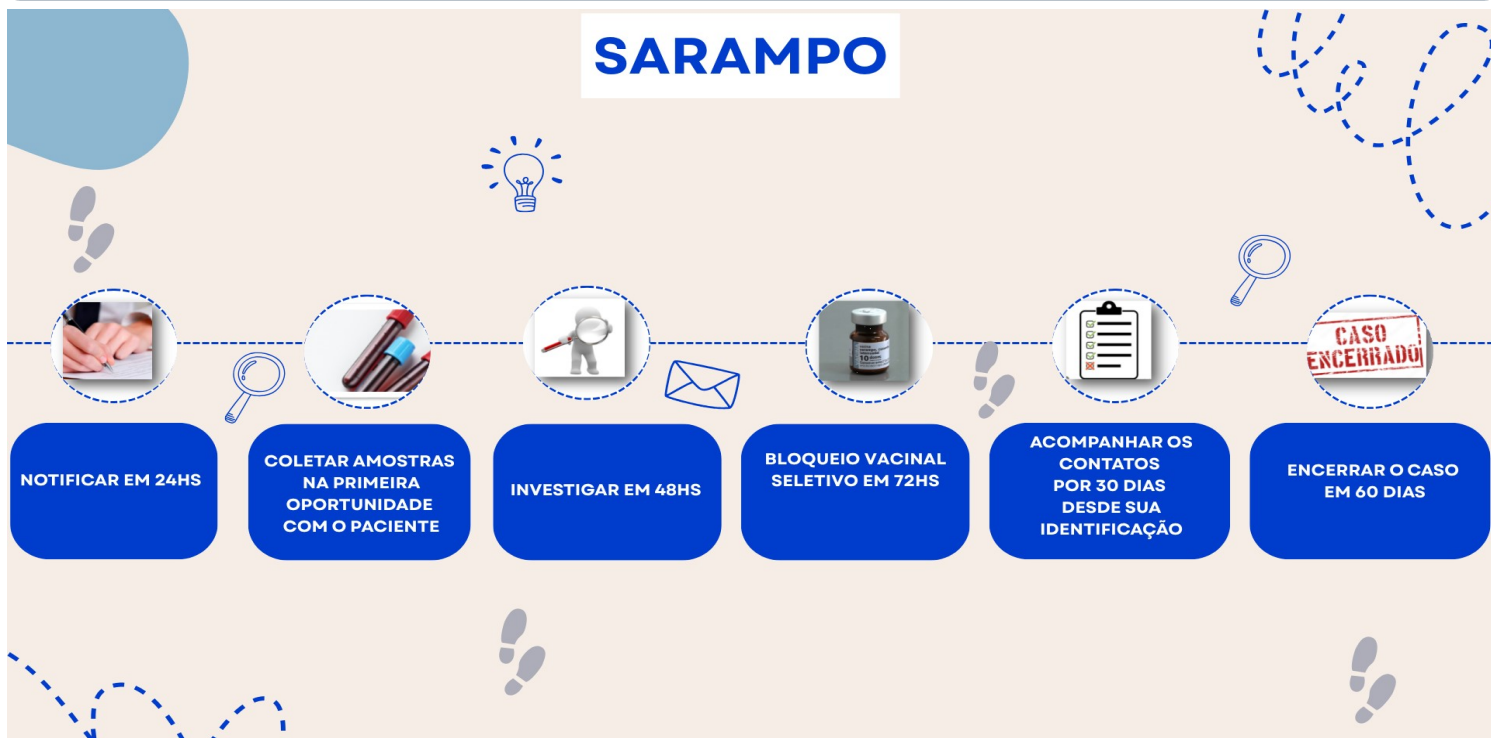 SARAMPO
CASO
ENCERRADO
10
NOTIFICAR EM 24HS
COLETAR AMOSTRAS
NA PRIMEIRA
OPORTUNIDADE
COM O PACIENTE
INVESTIGAR EM 48HS
BLOQUEIO VACINAL
SELETIVO EM 72HS
ACOMPANHAR OS
CONTATOS
POR 30 DIAS
DESDE SUA
IDENTIFICAÇÃO
ENCERRAR O CASO
EM 60 DIAS